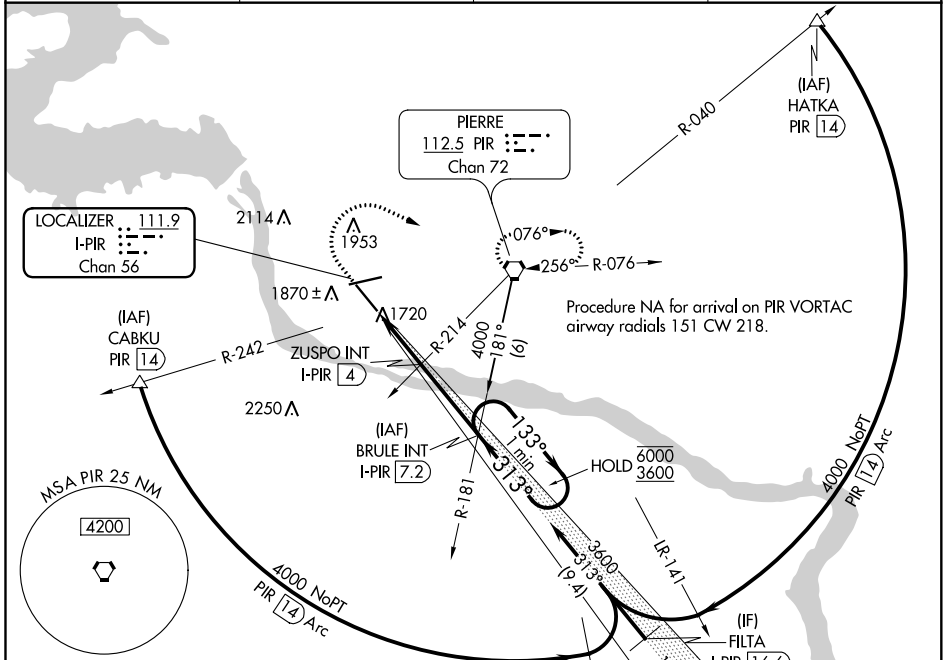 (IAF)
HATKA
PIR 14
R-040
PIERRE
112.5 PIR
Chan 72
LOCALIZER 111.9
I-PIR
Chan 56
2114
1953
076°
256°
R-076
1870 ±
1720
Procedure NA for arrival on PIR VORTAC
airway radials 151 CW 218.
(IAF)
CABKU
PIR 14
R-242
ZUSPO INT
I-PIR 4
R-214
4000
181°
(6)
2250
(IAF)
BRULE INT
I-PIR 7.2
133°
1 min
313°
HOLD 6000
3600
R-181
MSA PIR 25 NM
4200
4000 NoPT
PIR 14 Arc
4000 NoPT
PIR 14 Arc
3600
313°
(9.4)
LR-141
(IF)
FILTA
I-PIR 16.6